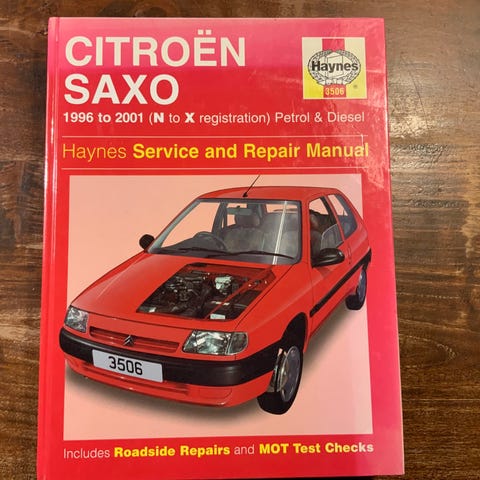 CITROËN
SAXO
Haynes
3506
1996 to 2001 (N to X registration) Petrol & Diesel
Haynes Service and Repair Manual
3506
Includes Roadside Repairs and MOT Test Checks